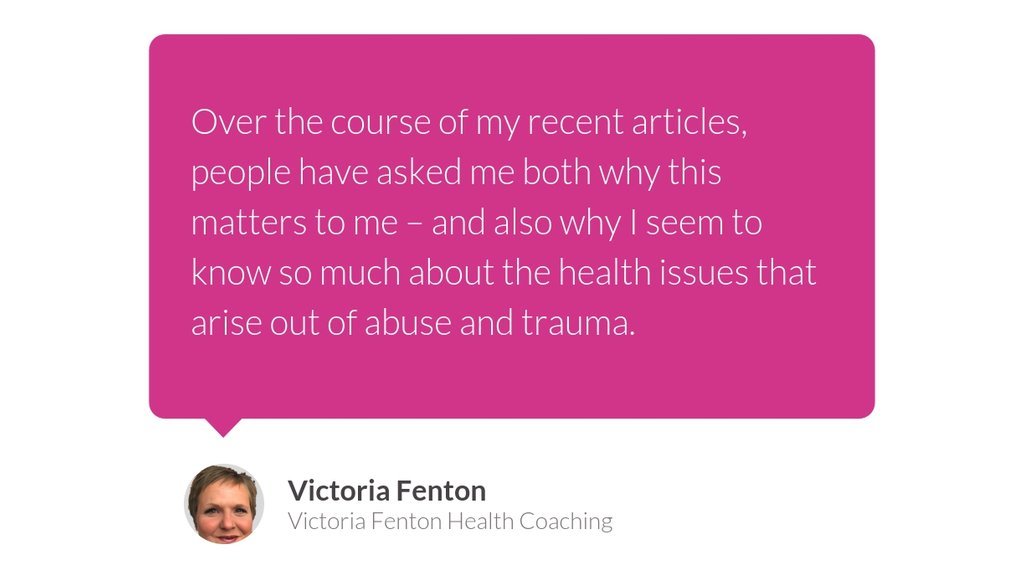 Over the course of my recent articles,
people have asked me both why this
matters to me – and also why I seem to
know so much about the health issues that
arise out of abuse and trauma.
Victoria Fenton
Victoria Fenton Health Coaching